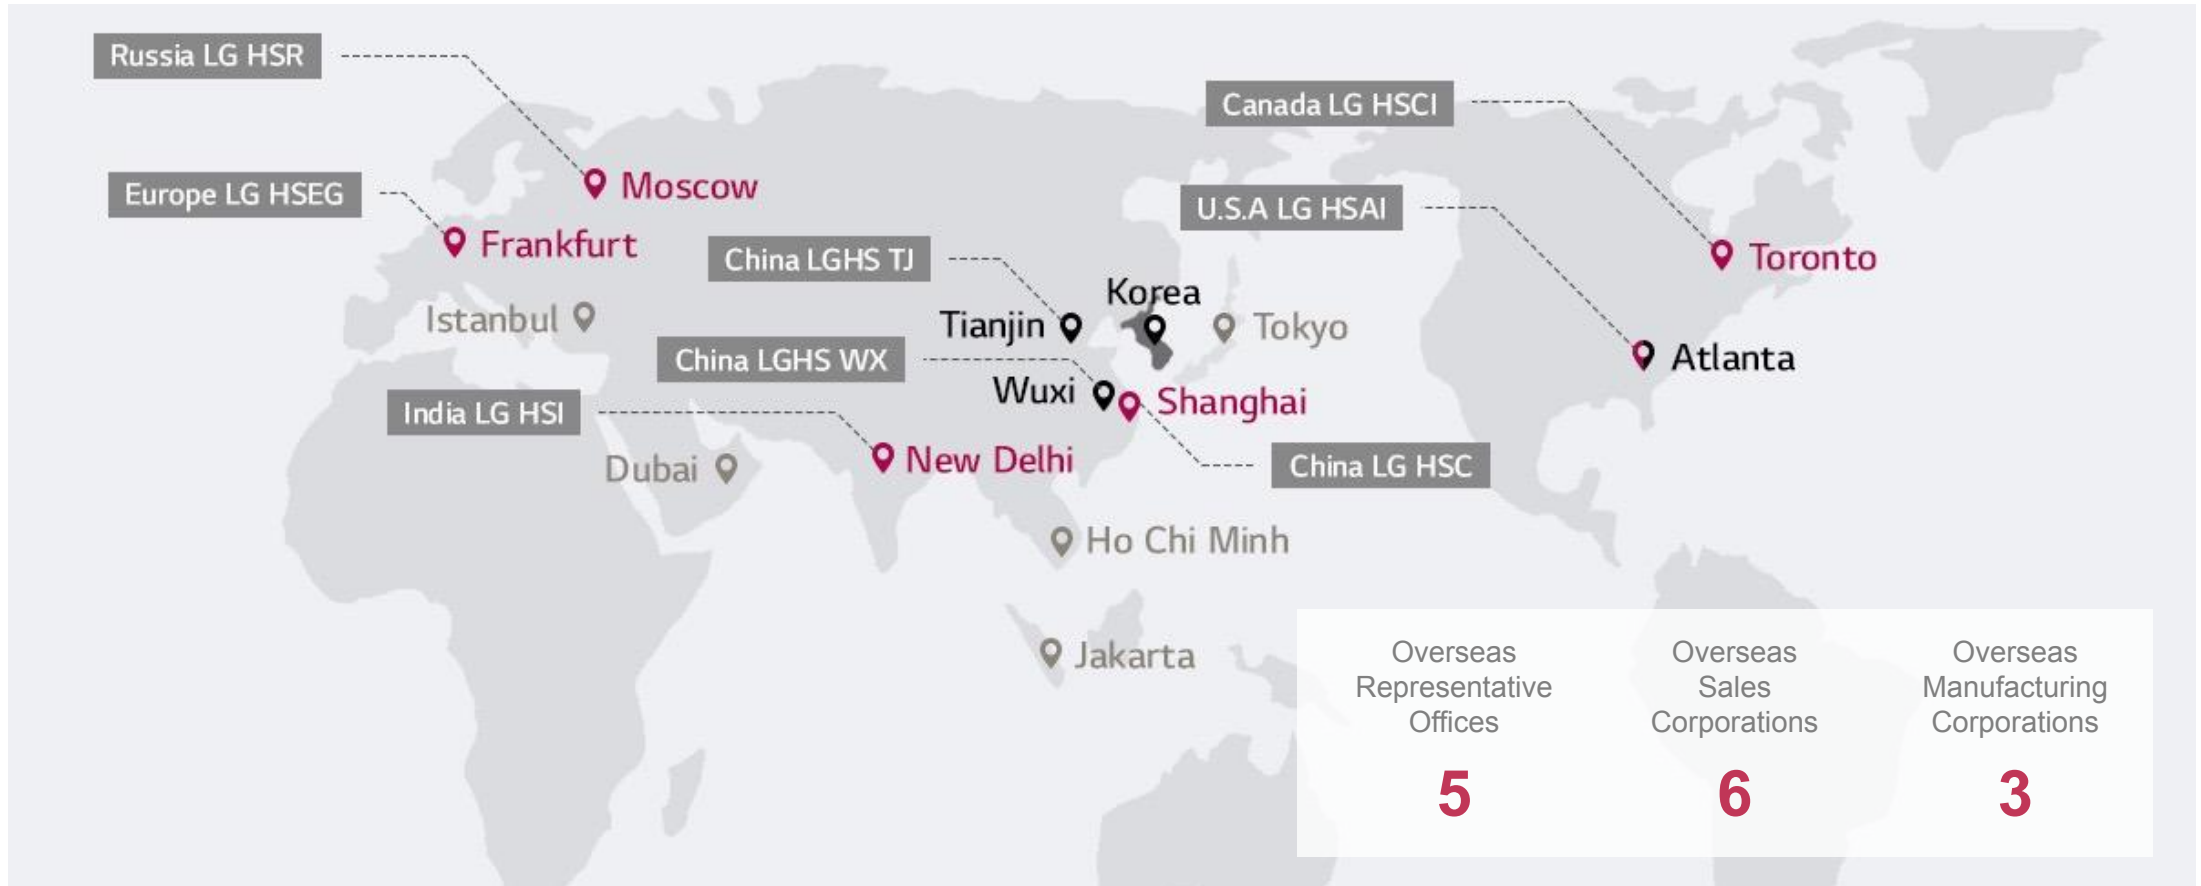 Russia LG HSR
Canada LG HSCI
Europe LG HSEG
Moscow
U.S.A LG HSAI
Frankfurt
China LGHS TJ
Toronto
Korea
Istanbul
Tianjin
Tokyo
China LGHS WX
Atlanta
Wuxi
Shanghai
India LG HSI
New Delhi
Dubai
China LG HSC
Ho Chi Minh
Jakarta
Overseas
Representative
Offices
5
Overseas
Sales
Corporations
6
Overseas
Manufacturing
Corporations
3